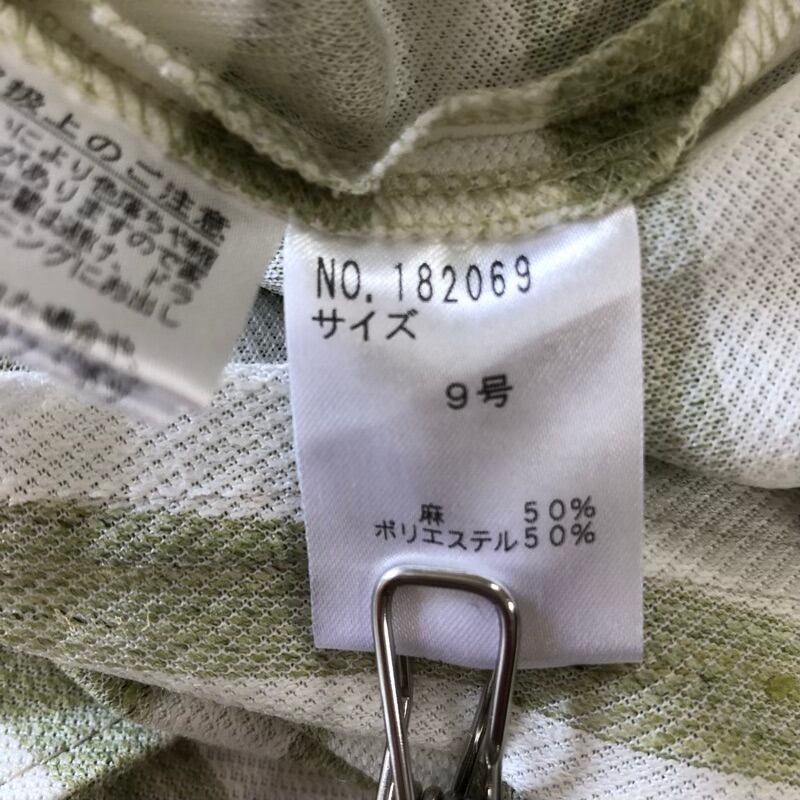 扱上のご注意
により色落ちや
がありますので
ニングにお出し
NO. 182069
サイズ
9号
麻 50%
ポリエステル50%